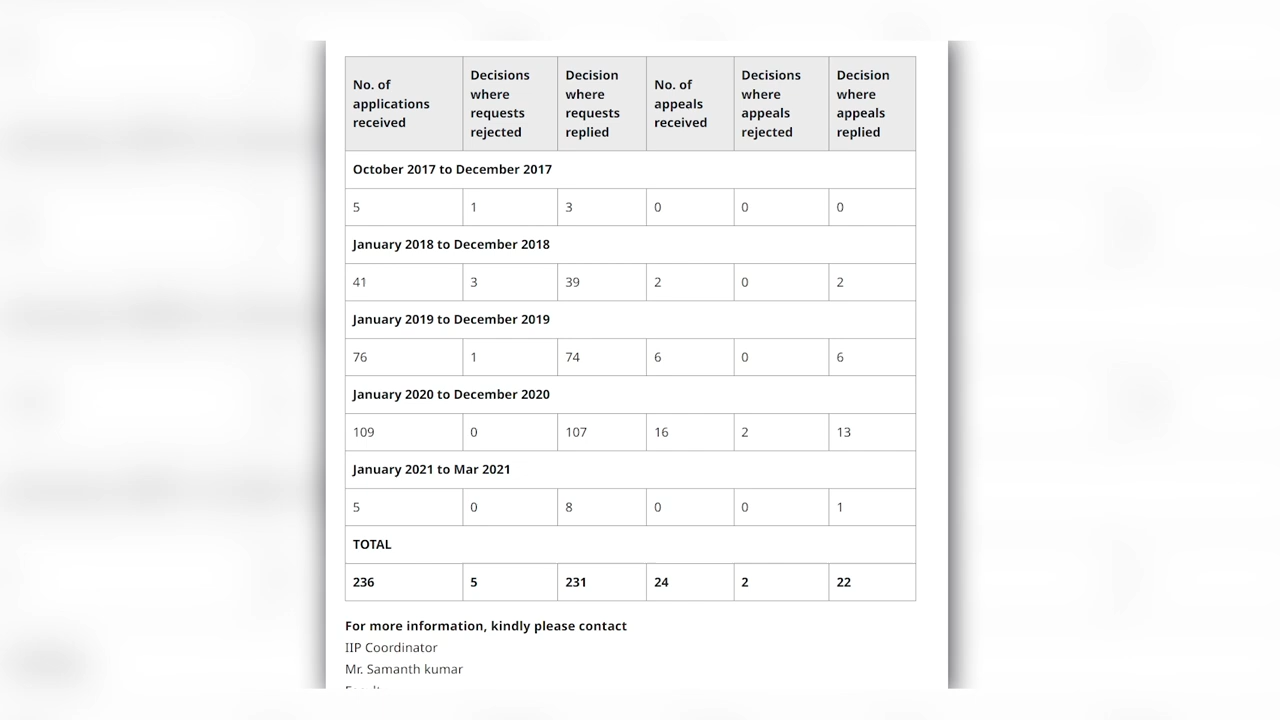 No. of applications received | Decisions where requests rejected | Decision where requests replied | No. of appeals received | Decisions where appeals rejected | Decision where appeals replied
October 2017 to December 2017
5 | 1 | 3 | 0 | 0 | 0
January 2018 to December 2018
41 | 3 | 39 | 2 | 0 | 2
January 2019 to December 2019
76 | 1 | 74 | 6 | 0 | 6
January 2020 to December 2020
109 | 0 | 107 | 16 | 2 | 13
January 2021 to Mar 2021
5 | 0 | 8 | 0 | 0 | 1
TOTAL
236 | 5 | 231 | 24 | 2 | 22
For more information, kindly please contact
IIP Coordinator
Mr. Samanth kumar